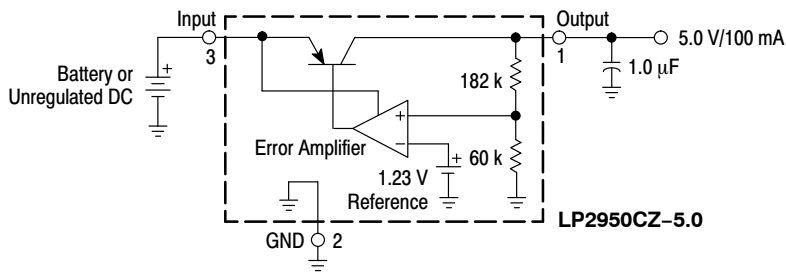 Input
3
Output
1
5.0 V/100 mA
1.0 μF
Battery or
Unregulated DC
+
182 k
Error Amplifier
+
−
60 k
+
1.23 V
Reference
LP2950CZ−5.0
GND 2